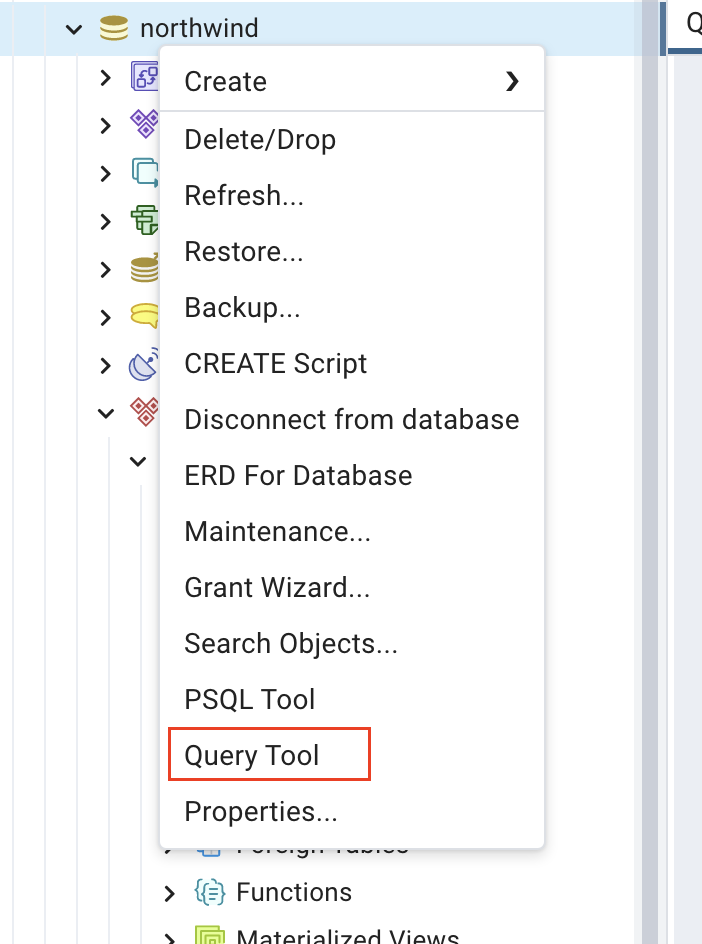 northwind
Q
Create
Delete/Drop
Refresh...
Restore...
Backup...
CREATE Script
Disconnect from database
ERD For Database
Maintenance...
Grant Wizard...
Search Objects...
PSQL Tool
Query Tool
Properties...
Foreign Tables
Functions
Materialized Views